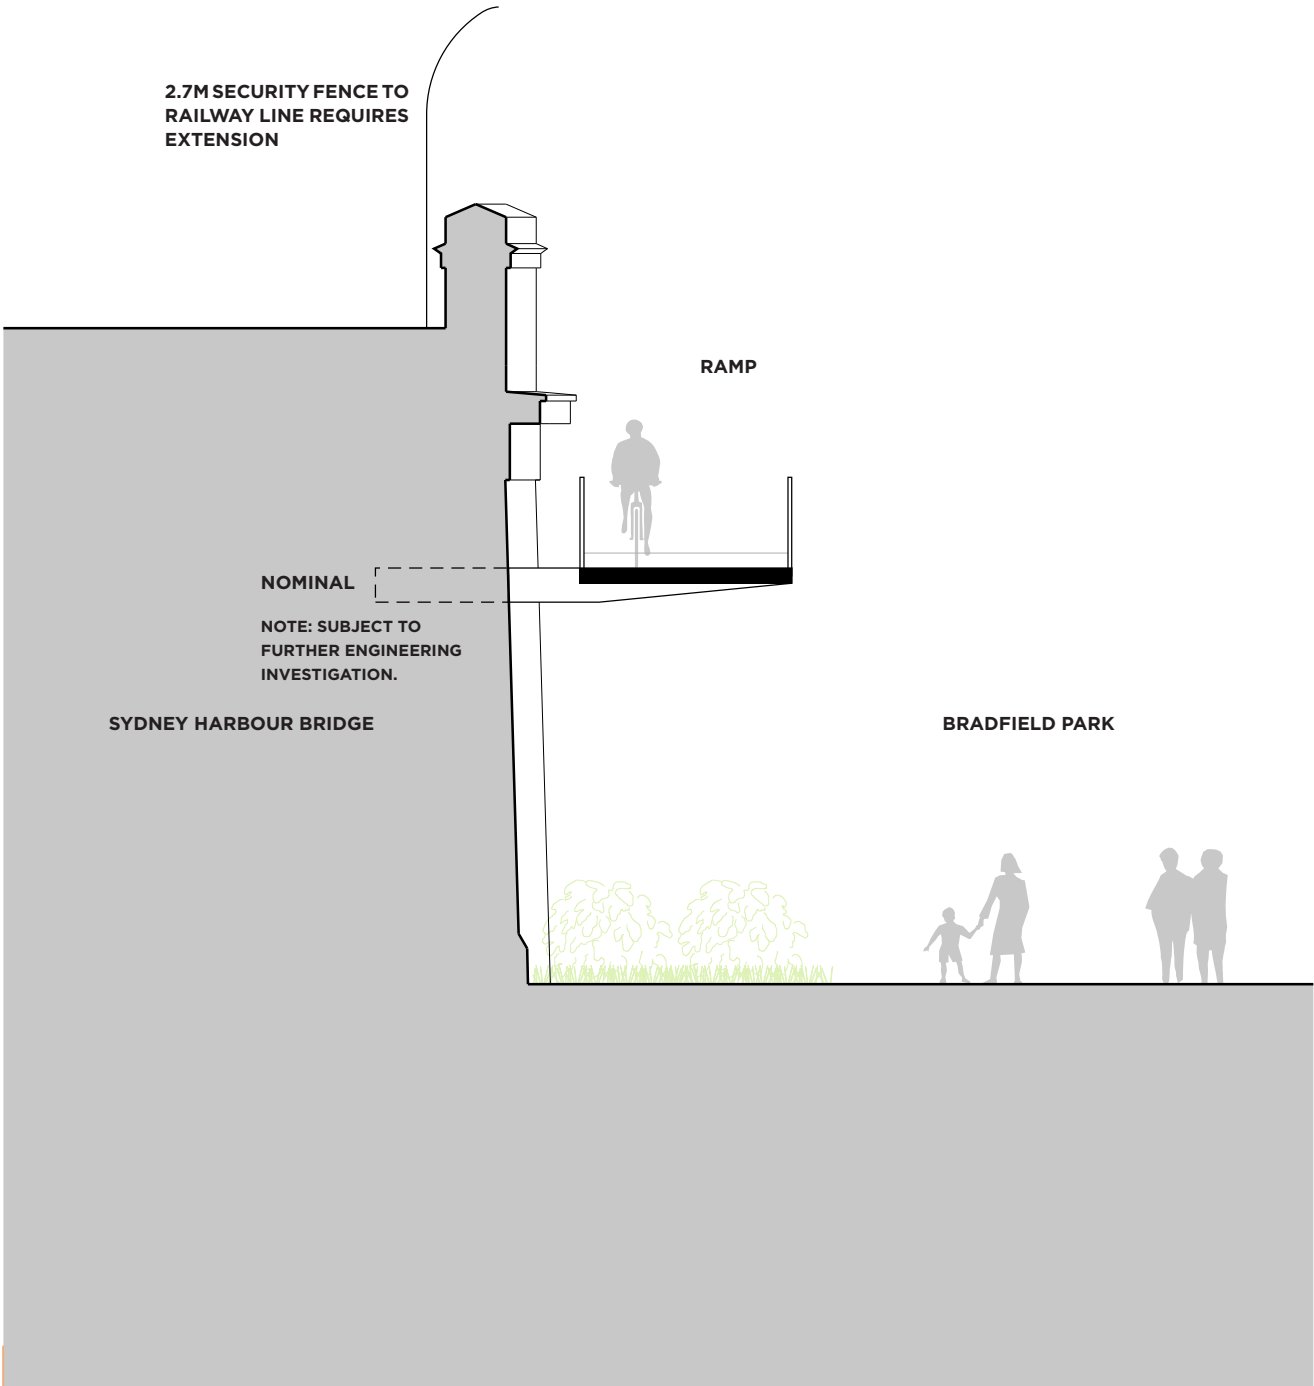 2.7M SECURITY FENCE TO
RAILWAY LINE REQUIRES
EXTENSION
RAMP
NOMINAL
NOTE: SUBJECT TO
FURTHER ENGINEERING
INVESTIGATION.
SYDNEY HARBOUR BRIDGE
BRADFIELD PARK